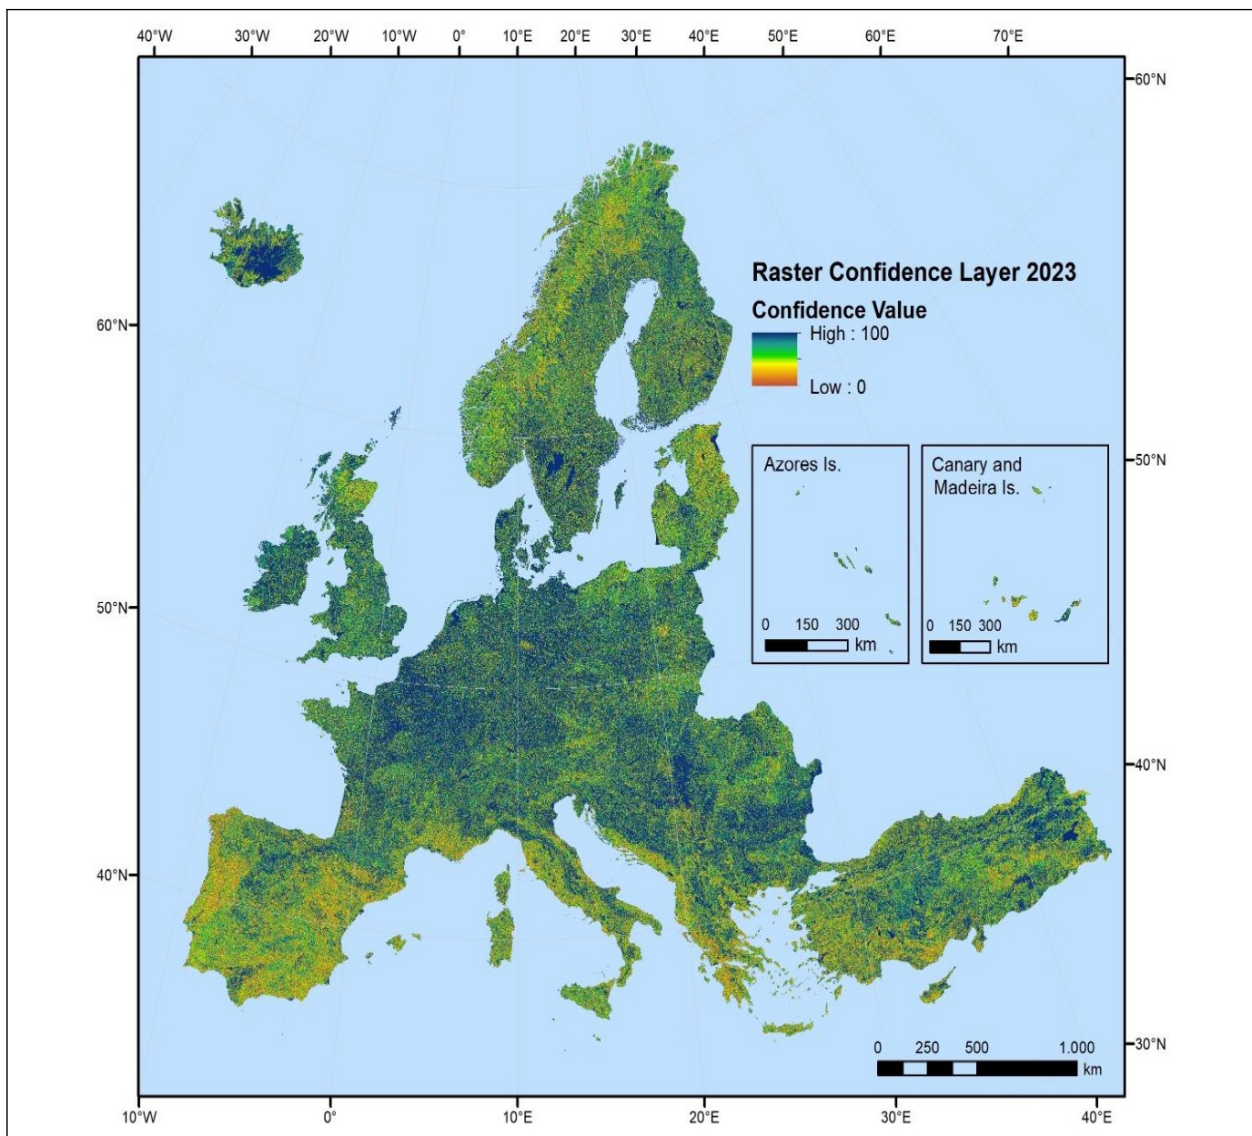 40°W 30°W 20°W 10°W 0° 10°E 20°E 30°E 40°E 50°E 60°E 70°E
60°N
Raster Confidence Layer 2023
Confidence Value
High : 100
Low : 0
60°N
50°N
Azores Is.
0 150 300
km
Canary and
Madeira Is.
0 150 300
km
50°N
40°N
40°N
30°N
0 250 500 1.000
km
10°W 0° 10°E 20°E 30°E 40°E